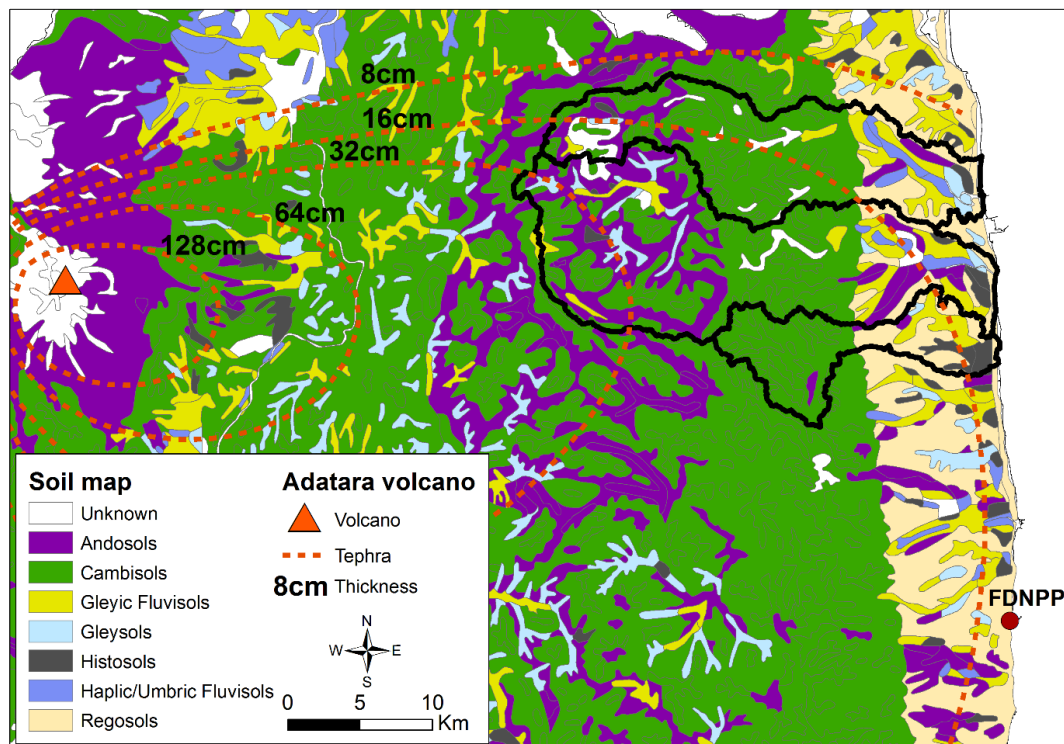 8cm
16cm
32cm
64cm
128cm
FDNPP
Soil map
Unknown
Andosols
Cambisols
Gleyic Fluvisols
Gleysols
Histosols
Haplic/Umbric Fluvisols
Regosols
Adatara volcano
Volcano
Tephra
8cm Thickness
N
W E
S
0 5 10
Km